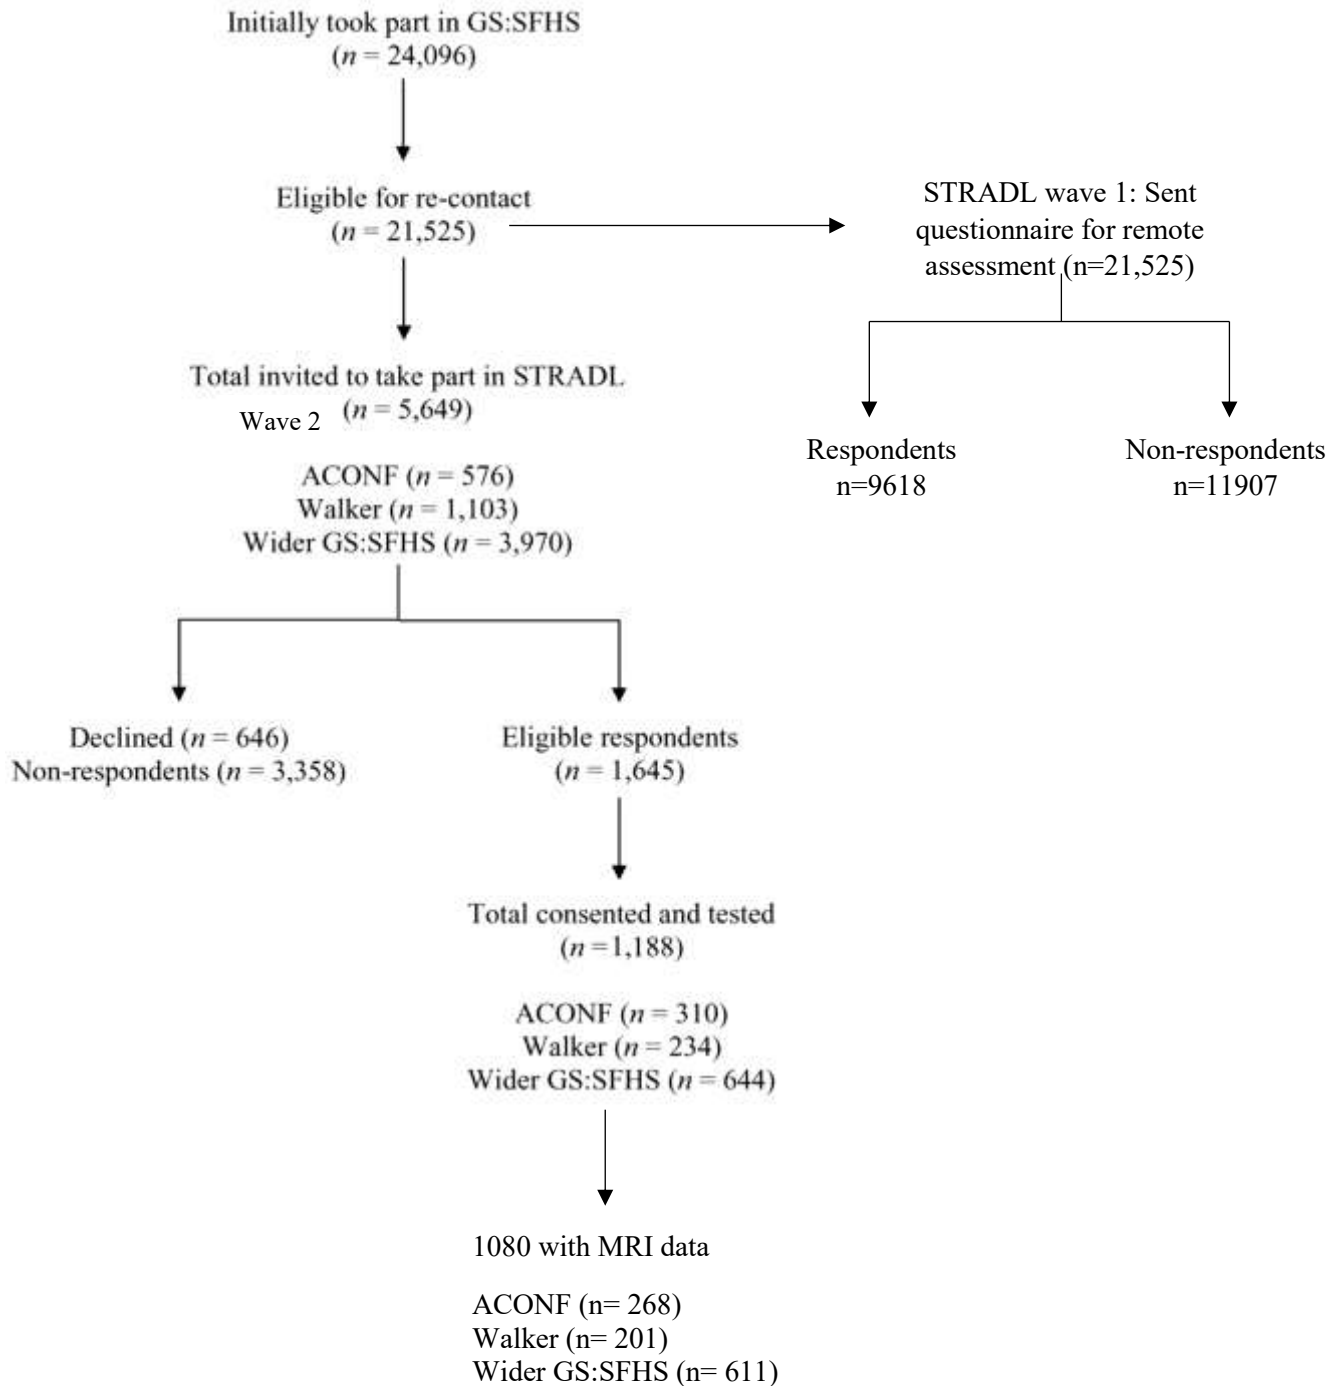 Initially took part in GS:SFHS
(n = 24,096)
Eligible for re-contact
(n = 21,525)
STRADL wave 1: Sent
questionnaire for remote
assessment (n=21,525)
Respondents
n=9618
Non-respondents
n=11907
Total invited to take part in STRADL
Wave 2 (n = 5,649)
ACONF (n = 576)
Walker (n = 1,103)
Wider GS:SFHS (n = 3,970)
Declined (n = 646)
Non-respondents (n = 3,358)
Eligible respondents
(n = 1,645)
Total consented and tested
(n =1,188)
ACONF (n = 310)
Walker (n = 234)
Wider GS:SFHS (n = 644)
1080 with MRI data
ACONF (n= 268)
Walker (n= 201)
Wider GS:SFHS (n= 611)